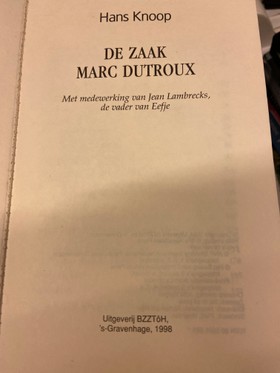 Hans Knoop
DE ZAAK
MARC DUTROUX
Met medewerking van Jean Lambrecks,
de vader van Eefje
Uitgeverij BZZTôH,
's-Gravenhage, 1998